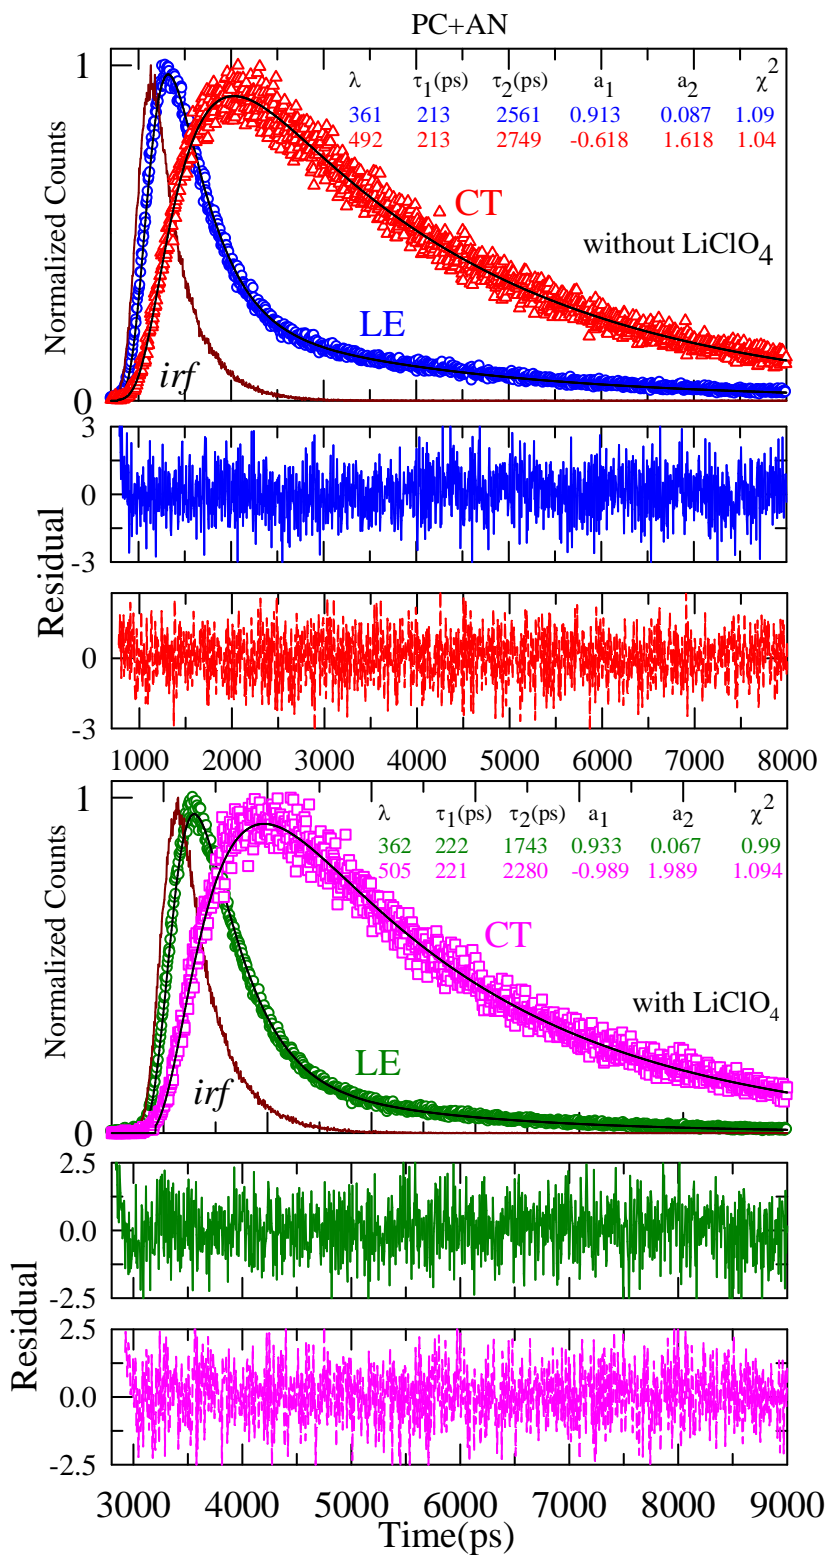 PC+AN
1
λ τ1(ps) τ2(ps) a1 a2 χ2
361 213 2561 0.913 0.087 1.09
492 213 2749 -0.618 1.618 1.04
Normalized Counts
CT
without LiClO4
LE
irf
0
3
0
-3
Residual
0
-3
1000 2000 3000 4000 5000 6000 7000 8000
1
λ τ1(ps) τ2(ps) a1 a2 χ2
362 222 1743 0.933 0.067 0.99
505 221 2280 -0.989 1.989 1.094
Normalized Counts
CT
with LiClO4
LE
irf
0
2.5
0.0
-2.5
Residual
2.5
0.0
-2.5
3000 4000 5000 6000 7000 8000 9000
Time(ps)